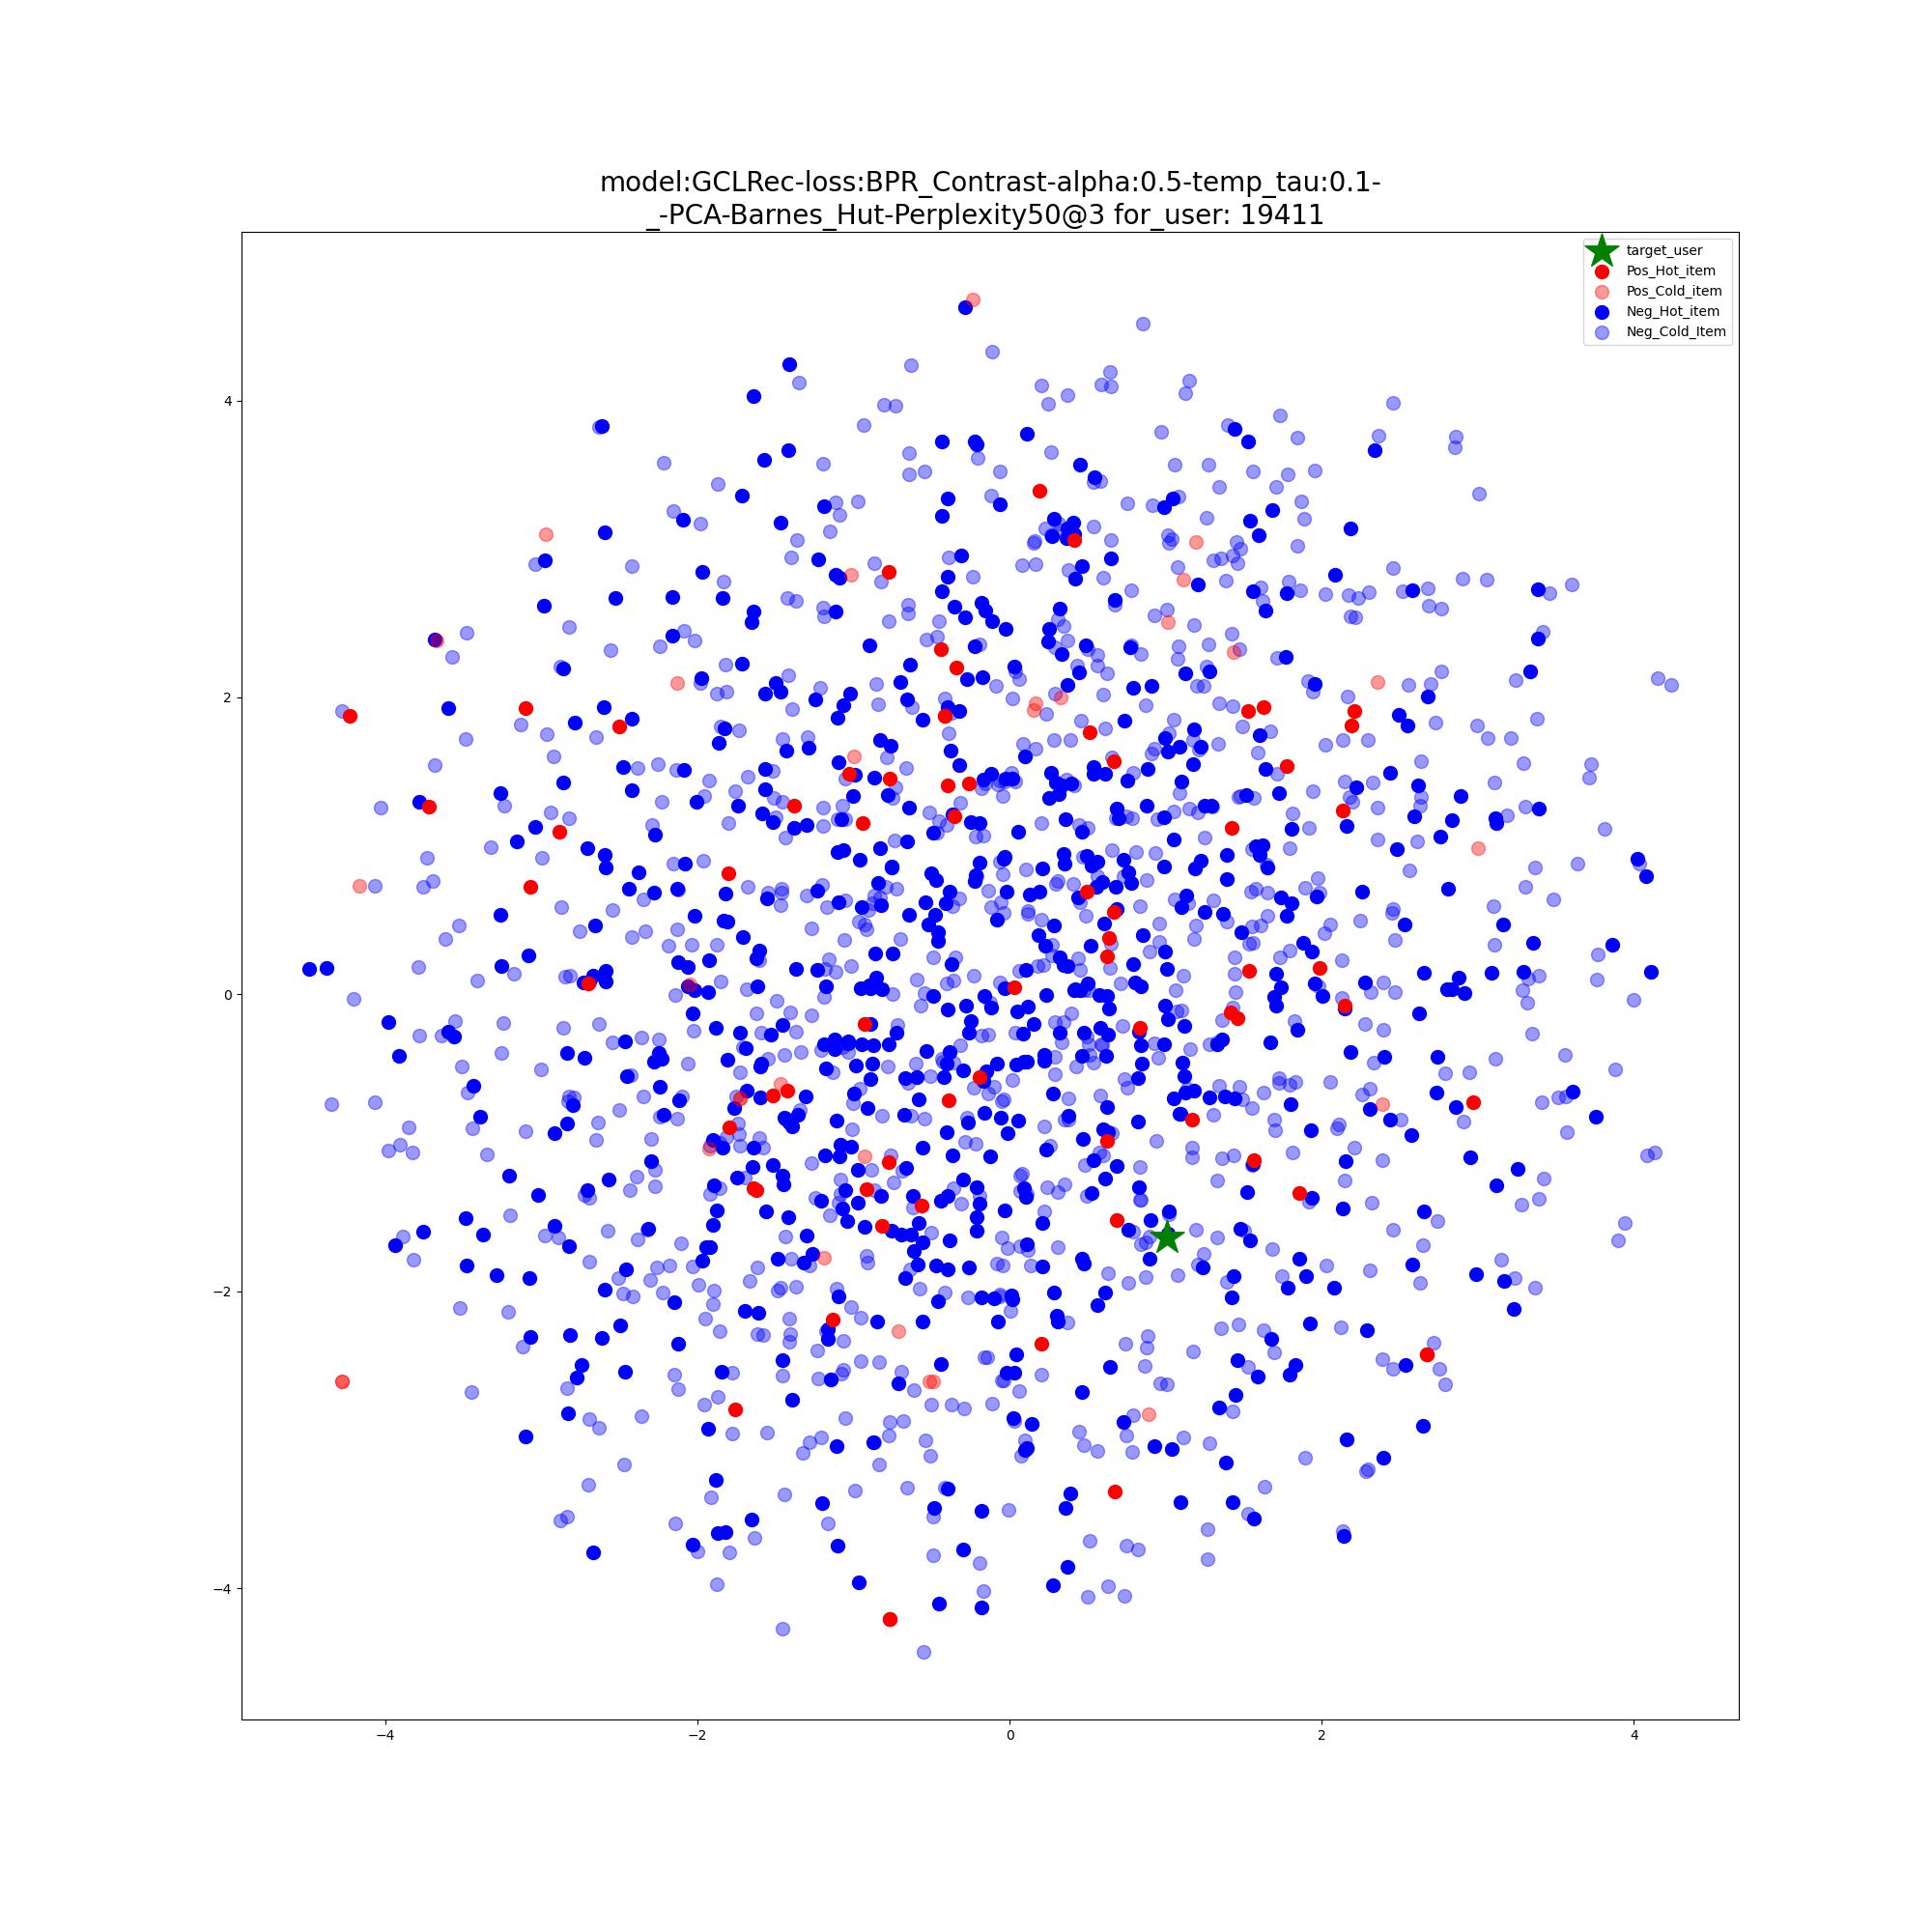 model:GCLRec-loss:BPR_Contrast-alpha:0.5-temp_tau:0.1-
_-PCA-Barnes_Hut-Perplexity50@3 for_user: 19411
target_user
Pos_Hot_item
Pos_Cold_item
Neg_Hot_item
Neg_Cold_Item
4
2
0
−2
−4
−4
−2
0
2
4